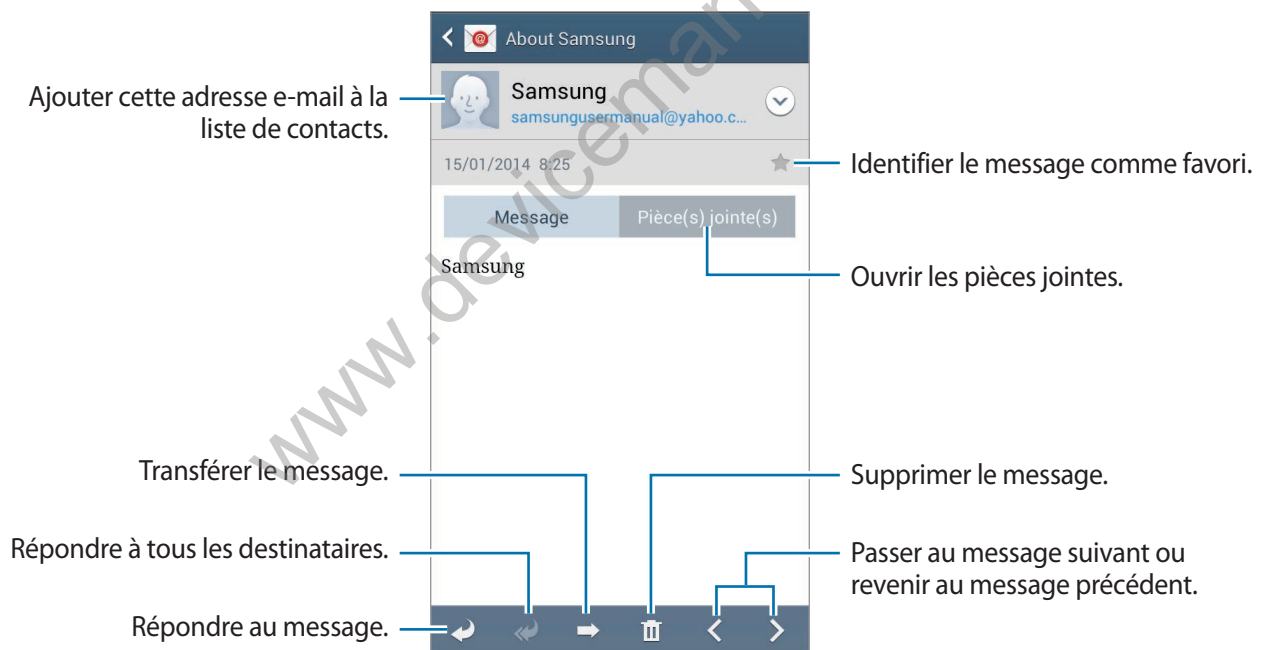 About Samsung
Ajouter cette adresse e-mail à la
liste de contacts.
Samsung
samsungusermanual@yahoo.c...
15/01/2014 8:25
Identifier le message comme favori.
Message
Pièce(s) jointe(s)
Samsung
Ouvrir les pièces jointes.
Transférer le message.
Supprimer le message.
Répondre à tous les destinataires.
Passer au message suivant ou
revenir au message précédent.
Répondre au message.
www.deviceman